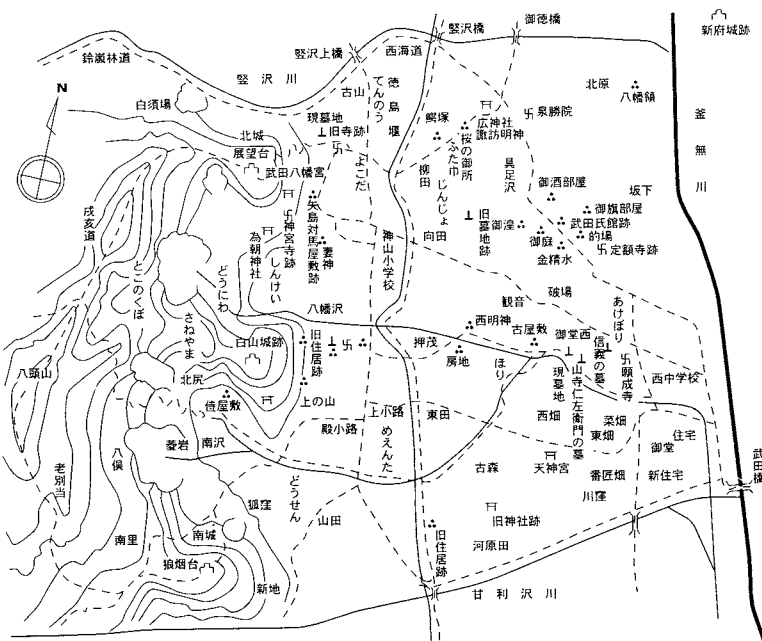 新府城跡
釜無川
鈴嵐林道
竪沢川
竪沢上橋
西海道
竪沢橋
御徳橋
徳島堰
てんのう
古山
現墓地
旧寺跡
白須場
N
北城
展望台
武田八幡宮
よこだ
柳田
ふた巾
桜の御所
広神社
諏訪明神
泉勝院
北原
八幡領
具足沢
御酒部屋
坂下
御旗部屋
武田氏館跡
的場
定額寺跡
御庭
金精水
じんじょ
旧墓地跡
向田
神山小学校
矢島対馬屋敷跡
妻神
神宮寺跡
しんけい
為朝神社
どうにわ
戌亥道
とこのくぼ
さねやま
八幡沢
観音
破場
あけぼり
西明神
古屋敷
御堂西
信義の墓
願成寺
押茂
房地
ほり
現墓地
山寺仁左衛門の墓
西中学校
白山城跡
旧住居跡
八頭山
北尻
侍屋敷
上の山
上小路
東田
西畑
菜畑
東畑
住宅
御堂
菱岩
南沢
殿小路
めえんた
古森
天神宮
番匠畑
新住宅
武田橋
老別当
八俣
どうせん
川窪
狐窪
山田
旧神社跡
南里
南城
旧住居跡
河原田
狼烟台
新地
甘利沢川